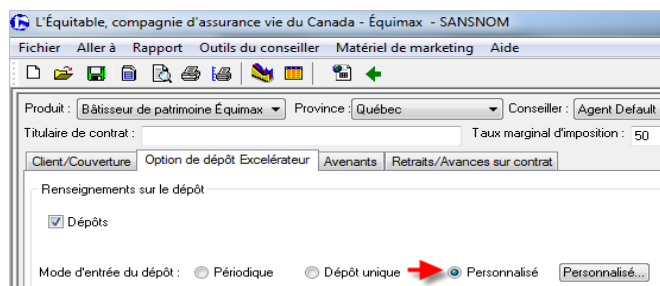 L'Équitable, compagnie d'assurance vie du Canada - Équimax - SANSNOM
Fichier Aller à Rapport Outils du conseiller Matériel de marketing Aide
Produit : Bâtisseur de patrimoine Équimax Province : Québec Conseiller : Agent Default
Titulaire de contrat : Taux marginal d'imposition : 50
Client/Couverture Option de dépôt Excelérateur Avenants Retraits/Avances sur contrat
Renseignements sur le dépôt
Dépôts
Mode d'entrée du dépôt : Périodique Dépôt unique Personnalisé Personnalisé...